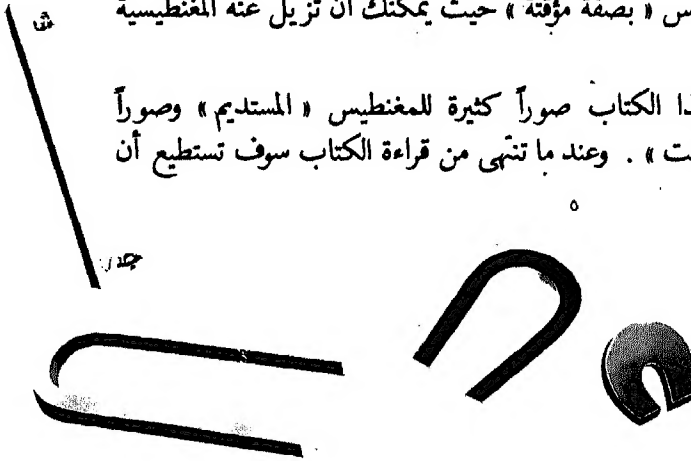 س « بصفة مؤقتة » حيث يمكنك أن تزيل عنه المغنطيسية
ذا الكتاب صوراً كثيرة للمغنطيس « المستديم » وصوراً
ت » . وعند ما تنتهى من قراءة الكتاب سوف تستطيع أن
٥